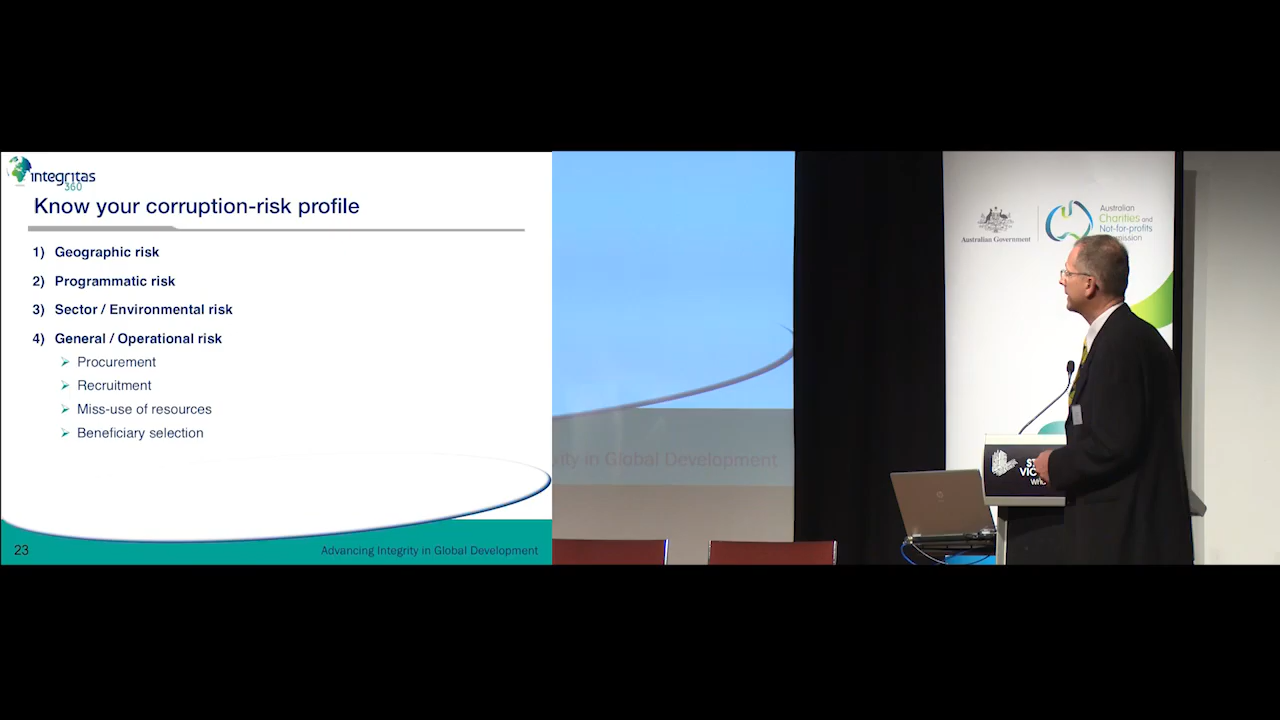 integritas
360
Know your corruption-risk profile
1) Geographic risk
2) Programmatic risk
3) Sector / Environmental risk
4) General / Operational risk
Procurement
Recruitment
Miss-use of resources
Beneficiary selection
23
Advancing Integrity in Global Development
in Global Development
Australian Government
Australian
Charities and
Not-for-profits